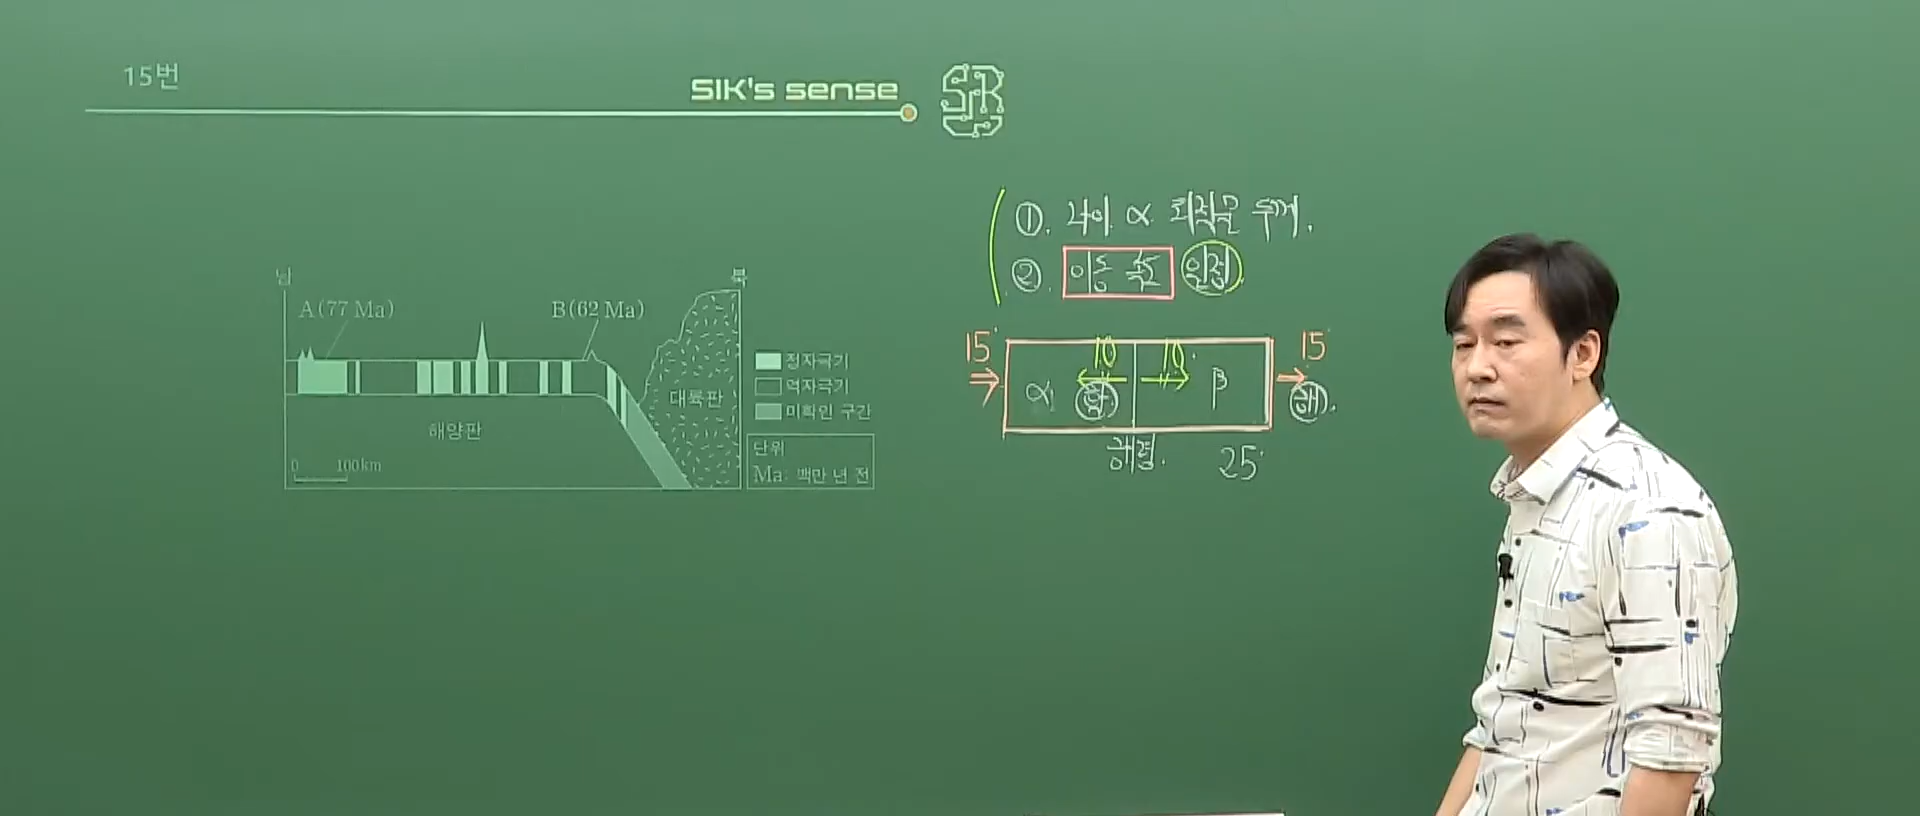 15번
SIK's sense
SIK
남
북
A(77 Ma)
B(62 Ma)
정자극기
역자극기
미확인 구간
대륙판
해양판
0 100km
단위
Ma: 백만 년 전
①. 나이 ∝ 퇴적물 두께.
②. 이동 속도 일정
15
10 10
15
α
β
해령.
25